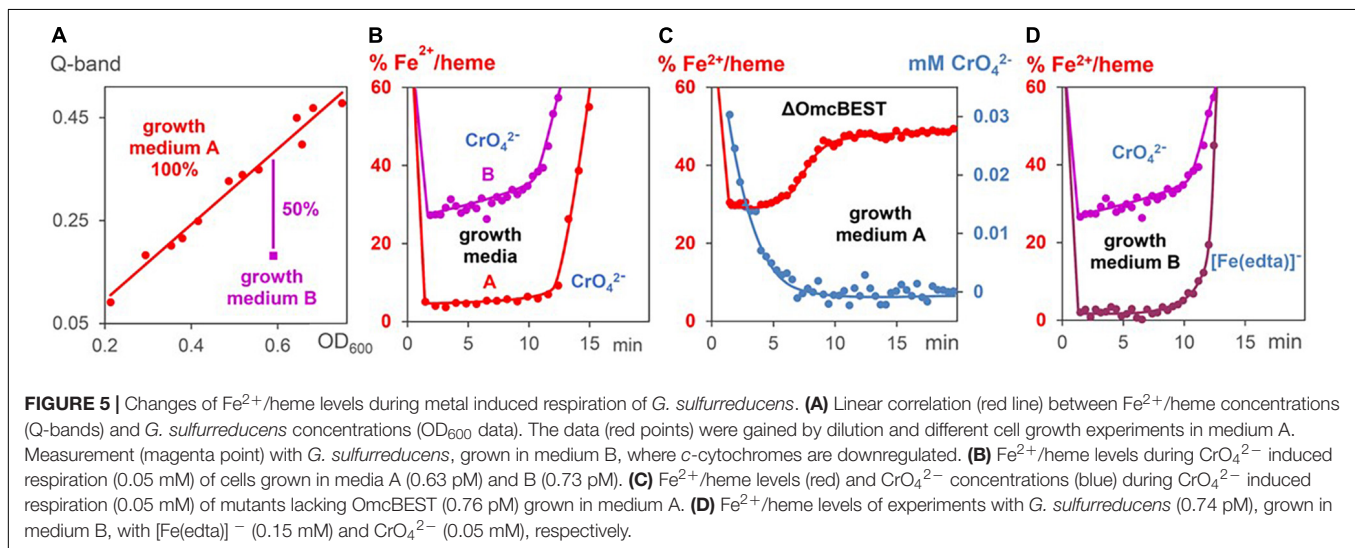 A
Q-band
0.45
0.25
0.05
0.2
0.4
0.6
OD600
growth
medium A
100%
50%
growth
medium B
B
% Fe2+/heme
60
40
20
0
0
5
10
15
min
CrO42-
B
growth
media
A
CrO42-
C
% Fe2+/heme
mM CrO42-
60
40
20
0
0.03
0.02
0.01
0
0
5
10
15
min
ΔOmcBEST
growth
medium A
D
% Fe2+/heme
60
40
20
0
0
5
10
15
min
CrO42-
growth
medium B
[Fe(edta)]-
FIGURE 5 | Changes of Fe2+/heme levels during metal induced respiration of G. sulfurreducens. (A) Linear correlation (red line) between Fe2+/heme concentrations
(Q-bands) and G. sulfurreducens concentrations (OD600 data). The data (red points) were gained by dilution and different cell growth experiments in medium A.
Measurement (magenta point) with G. sulfurreducens, grown in medium B, where c-cytochromes are downregulated. (B) Fe2+/heme levels during CrO42− induced
respiration (0.05 mM) of cells grown in media A (0.63 pM) and B (0.73 pM). (C) Fe2+/heme levels (red) and CrO42− concentrations (blue) during CrO42− induced
respiration (0.05 mM) of mutants lacking OmcBEST (0.76 pM) grown in medium A. (D) Fe2+/heme levels of experiments with G. sulfurreducens (0.74 pM), grown in
medium B, with [Fe(edta)] − (0.15 mM) and CrO42− (0.05 mM), respectively.